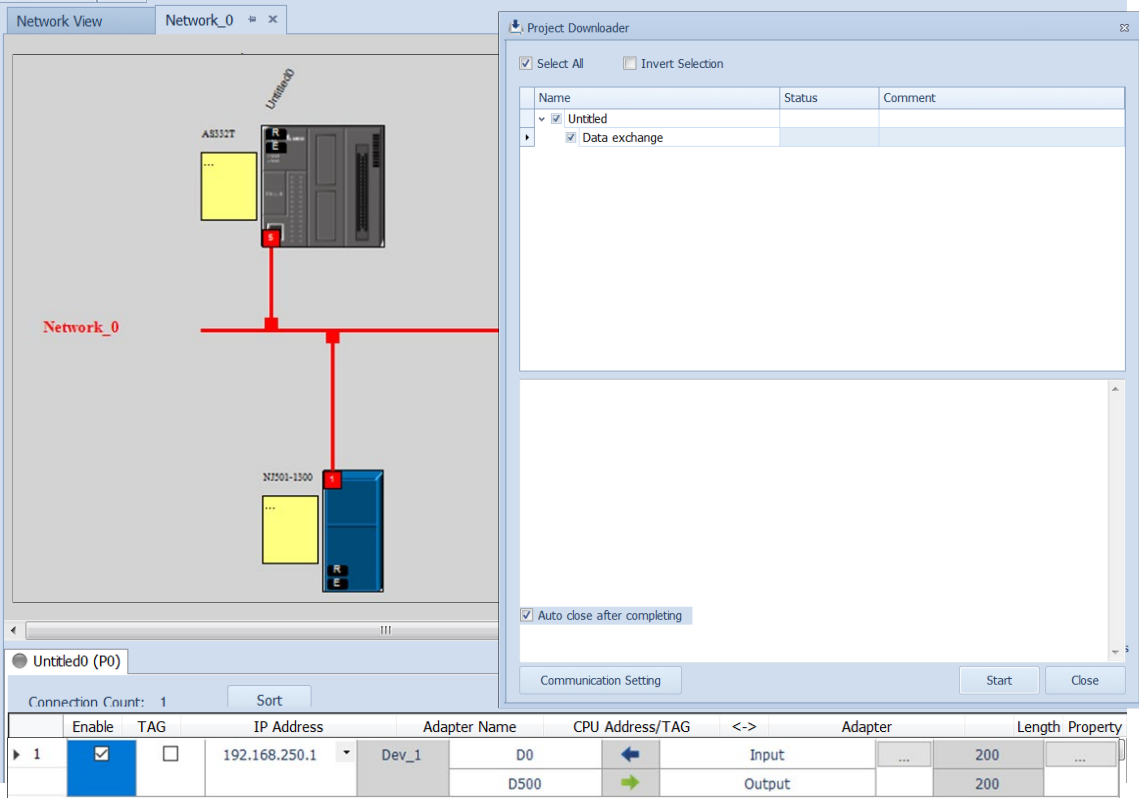 Network View
Network_0
Untitled0
AS332T
...
R
E
5
Network_0
NJ501-1300
1
...
R
E
Untitled0 (P0)
Connection Count: 1
Sort
Project Downloader
Select All Invert Selection
Name Status Comment
Untitled
Data exchange
Auto close after completing
Communication Setting Start Close
s
Enable TAG IP Address Adapter Name CPU Address/TAG <-> Adapter Length Property
1 192.168.250.1 Dev_1 D0 Input ... 200 ...
D500 Output 200